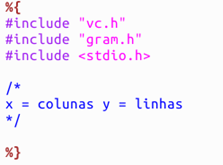 %{
#include "vc.h"
#include "gram.h"
#include <stdio.h>
/*
x = colunas y = linhas
*/
%}